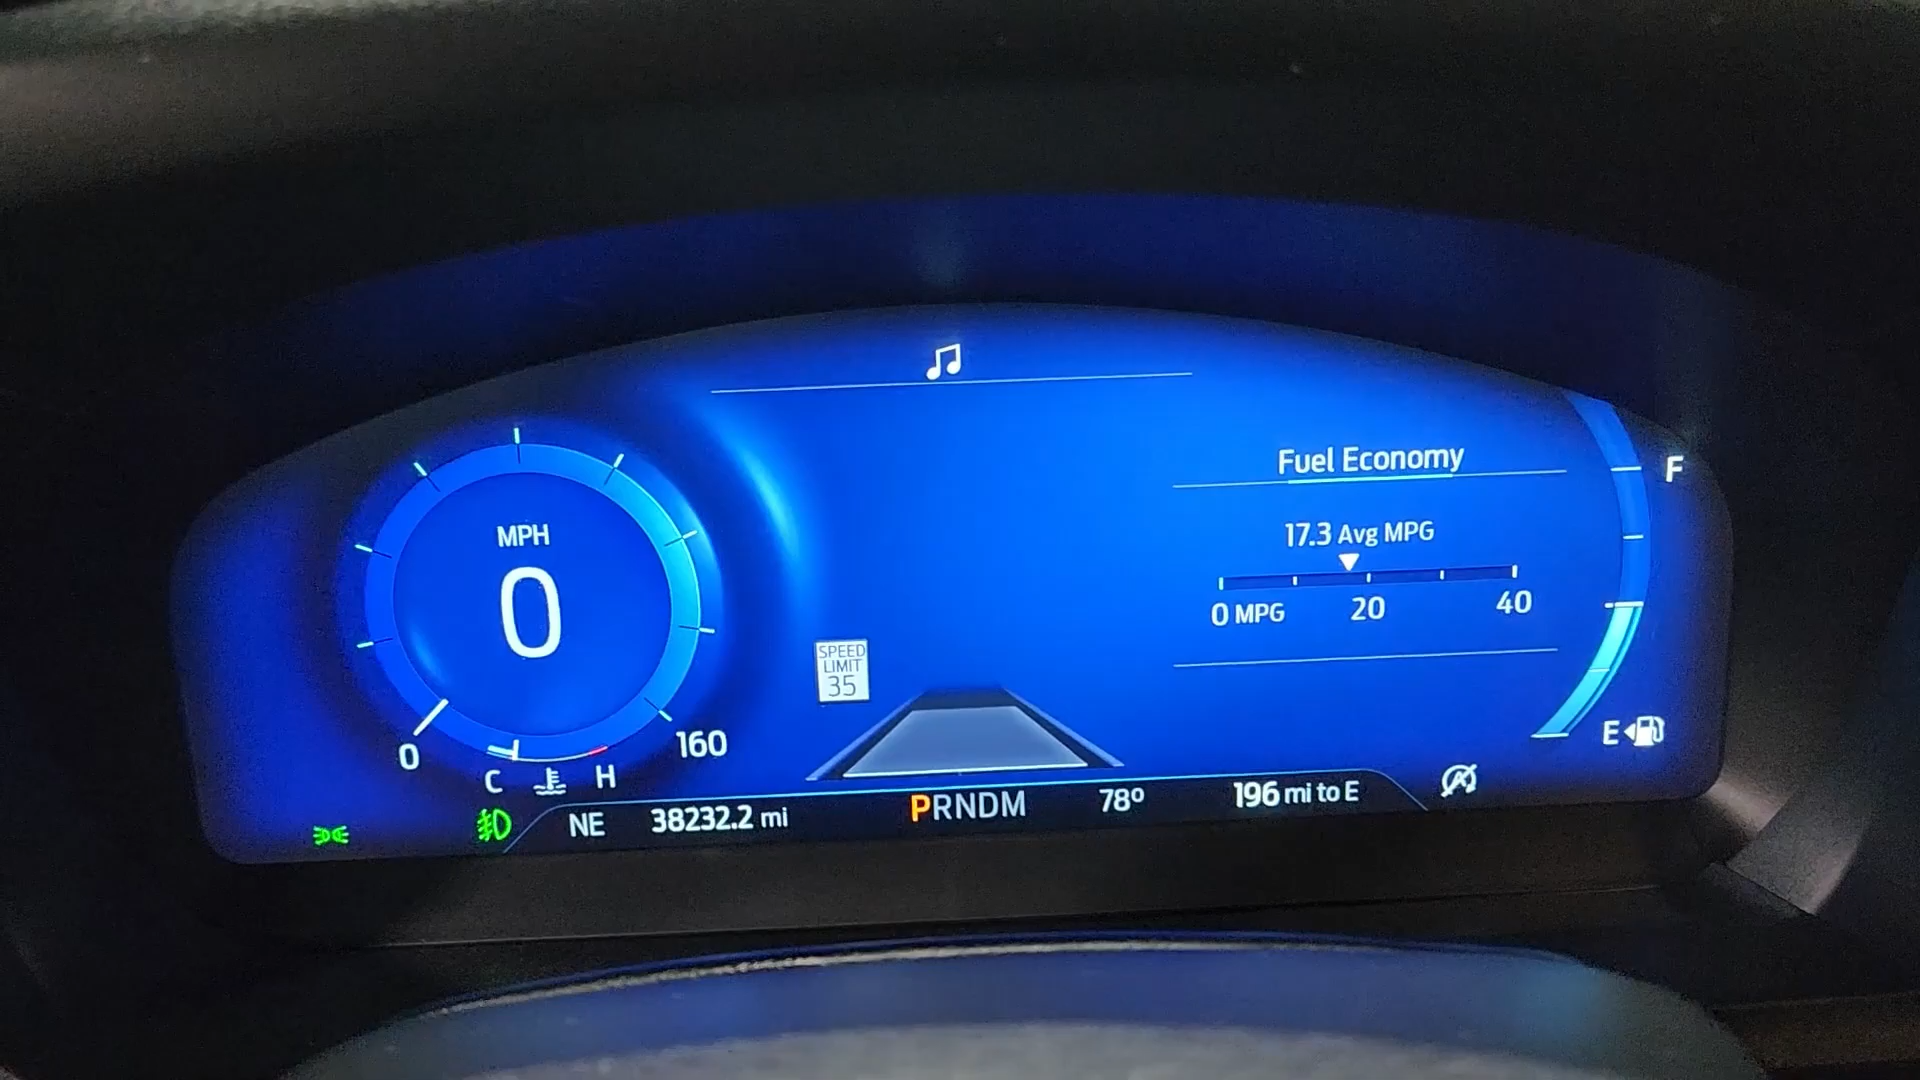 Fuel Economy
F
MPH
0
17.3 Avg MPG
0 MPG 20 40
SPEED
LIMIT
35
0 160
C H
E
NE 38232.2 mi PRNDM 78° 196 mi to E